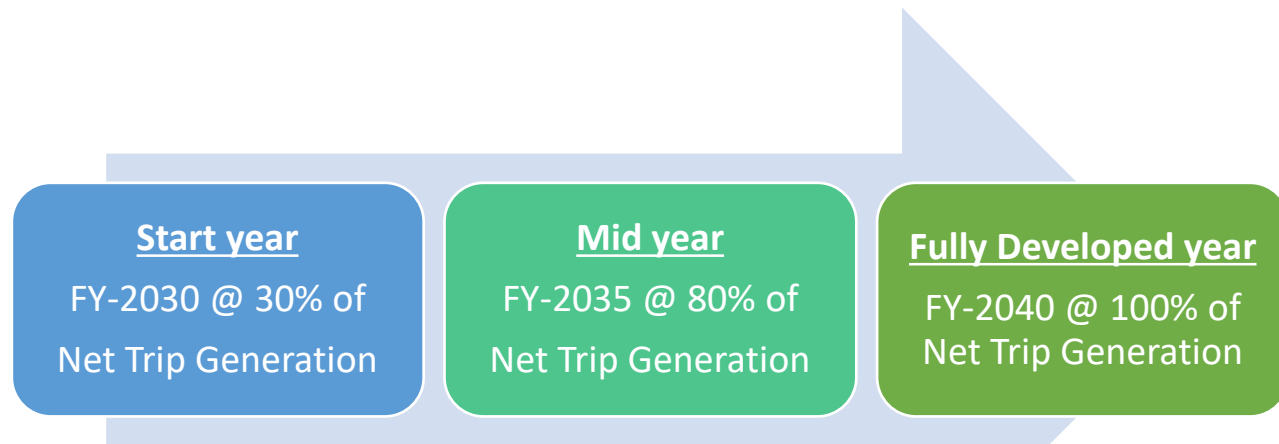 Start year
FY-2030 @ 30% of
Net Trip Generation
Mid year
FY-2035 @ 80% of
Net Trip Generation
Fully Developed year
FY-2040 @ 100% of
Net Trip Generation